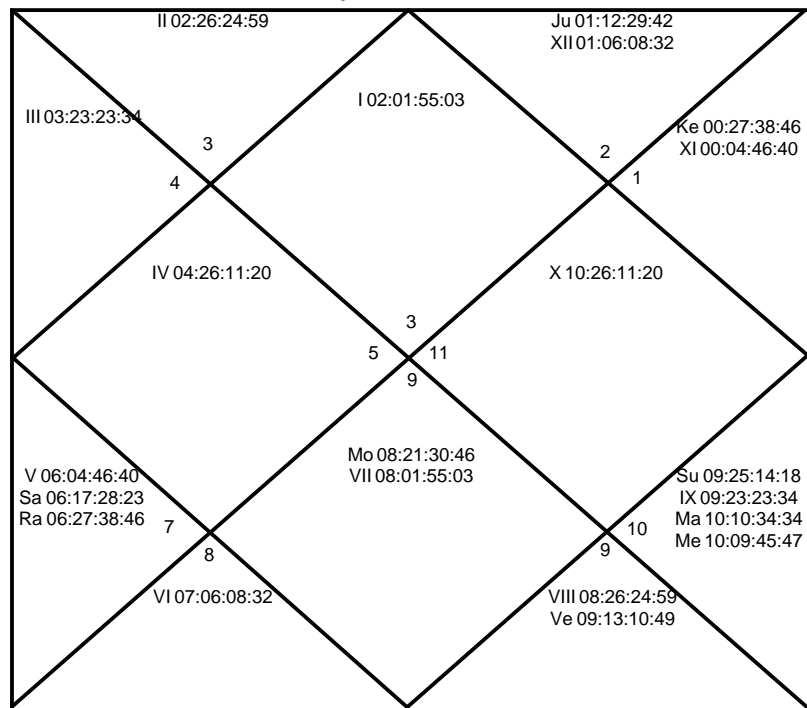 II 02:26:24:59
Ju 01:12:29:42
XII 01:06:08:32
I 02:01:55:03
III 03:23:23:34
Ke 00:27:38:46
XI 00:04:46:40
3
2
4
1
IV 04:26:11:20
X 10:26:11:20
3
5
11
9
Mo 08:21:30:46
VII 08:01:55:03
V 06:04:46:40
Sa 06:17:28:23
Ra 06:27:38:46
Su 09:25:14:18
IX 09:23:23:34
Ma 10:10:34:34
Me 10:09:45:47
7
10
8
9
VI 07:06:08:32
VIII 08:26:24:59
Ve 09:13:10:49